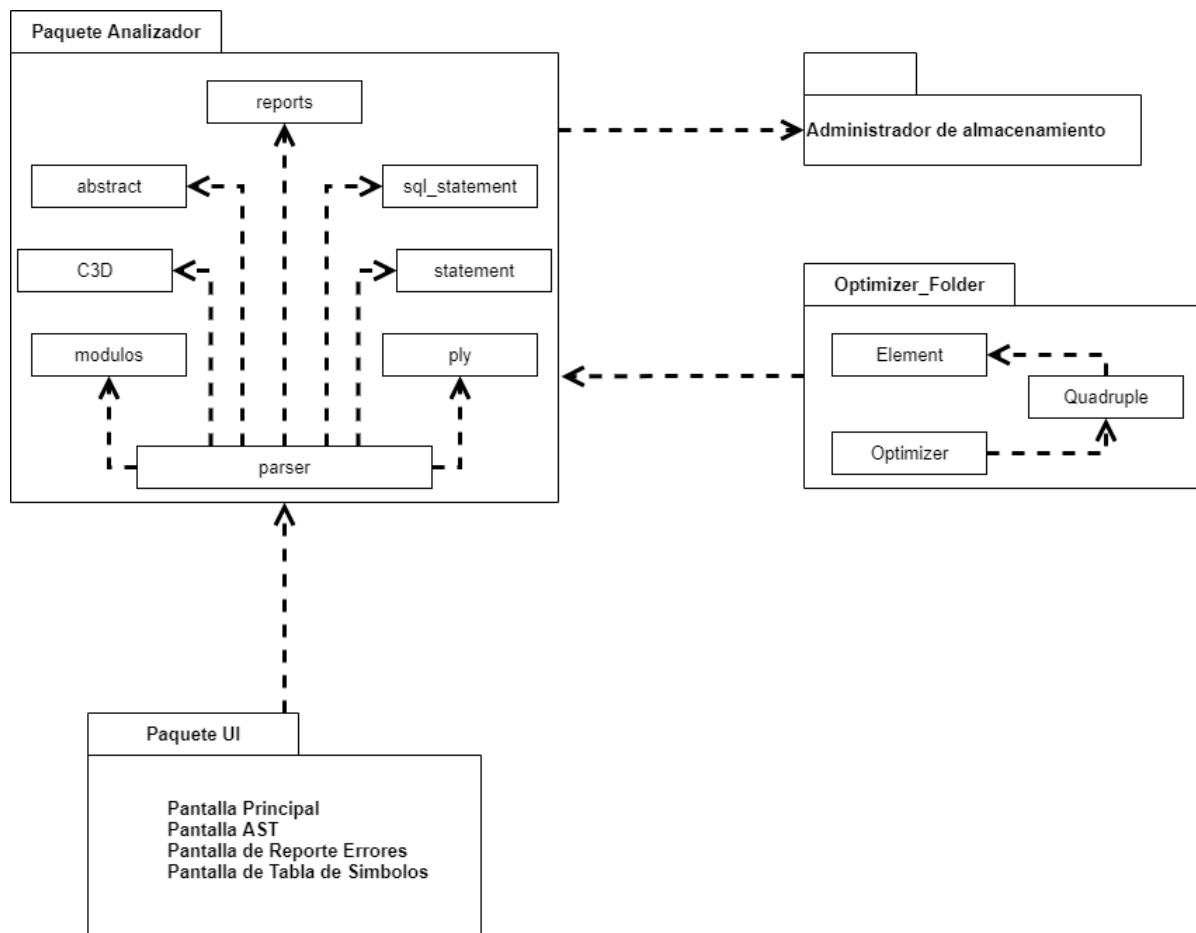 Paquete Analizador
reports
abstract
sql_statement
C3D
statement
modulos
ply
parser
Administrador de almacenamiento
Optimizer_Folder
Element
Quadruple
Optimizer
Paquete UI
Pantalla Principal
Pantalla AST
Pantalla de Reporte Errores
Pantalla de Tabla de Simbolos